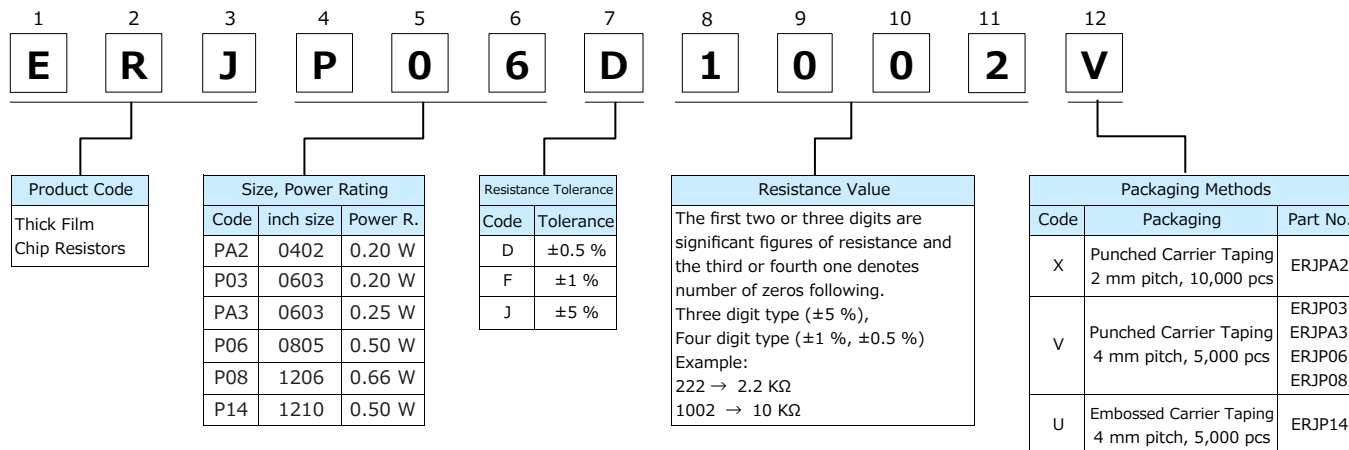 1 2 3 4 5 6 7 8 9 10 11 12
E R J P 0 6 D 1 0 0 2 V
Product Code
Thick Film
Chip Resistors
Size, Power Rating
Code inch size Power R.
PA2 0402 0.20 W
P03 0603 0.20 W
PA3 0603 0.25 W
P06 0805 0.50 W
P08 1206 0.66 W
P14 1210 0.50 W
Resistance Tolerance
Code Tolerance
D ±0.5 %
F ±1 %
J ±5 %
Resistance Value
The first two or three digits are
significant figures of resistance and
the third or fourth one denotes
number of zeros following.
Three digit type (±5 %),
Four digit type (±1 %, ±0.5 %)
Example:
222 → 2.2 KΩ
1002 → 10 KΩ
Packaging Methods
Code Packaging Part No.
X Punched Carrier Taping
2 mm pitch, 10,000 pcs ERJPA2
V Punched Carrier Taping
4 mm pitch, 5,000 pcs
ERJP03
ERJPA3
ERJP06
ERJP08
U Embossed Carrier Taping
4 mm pitch, 5,000 pcs ERJP14